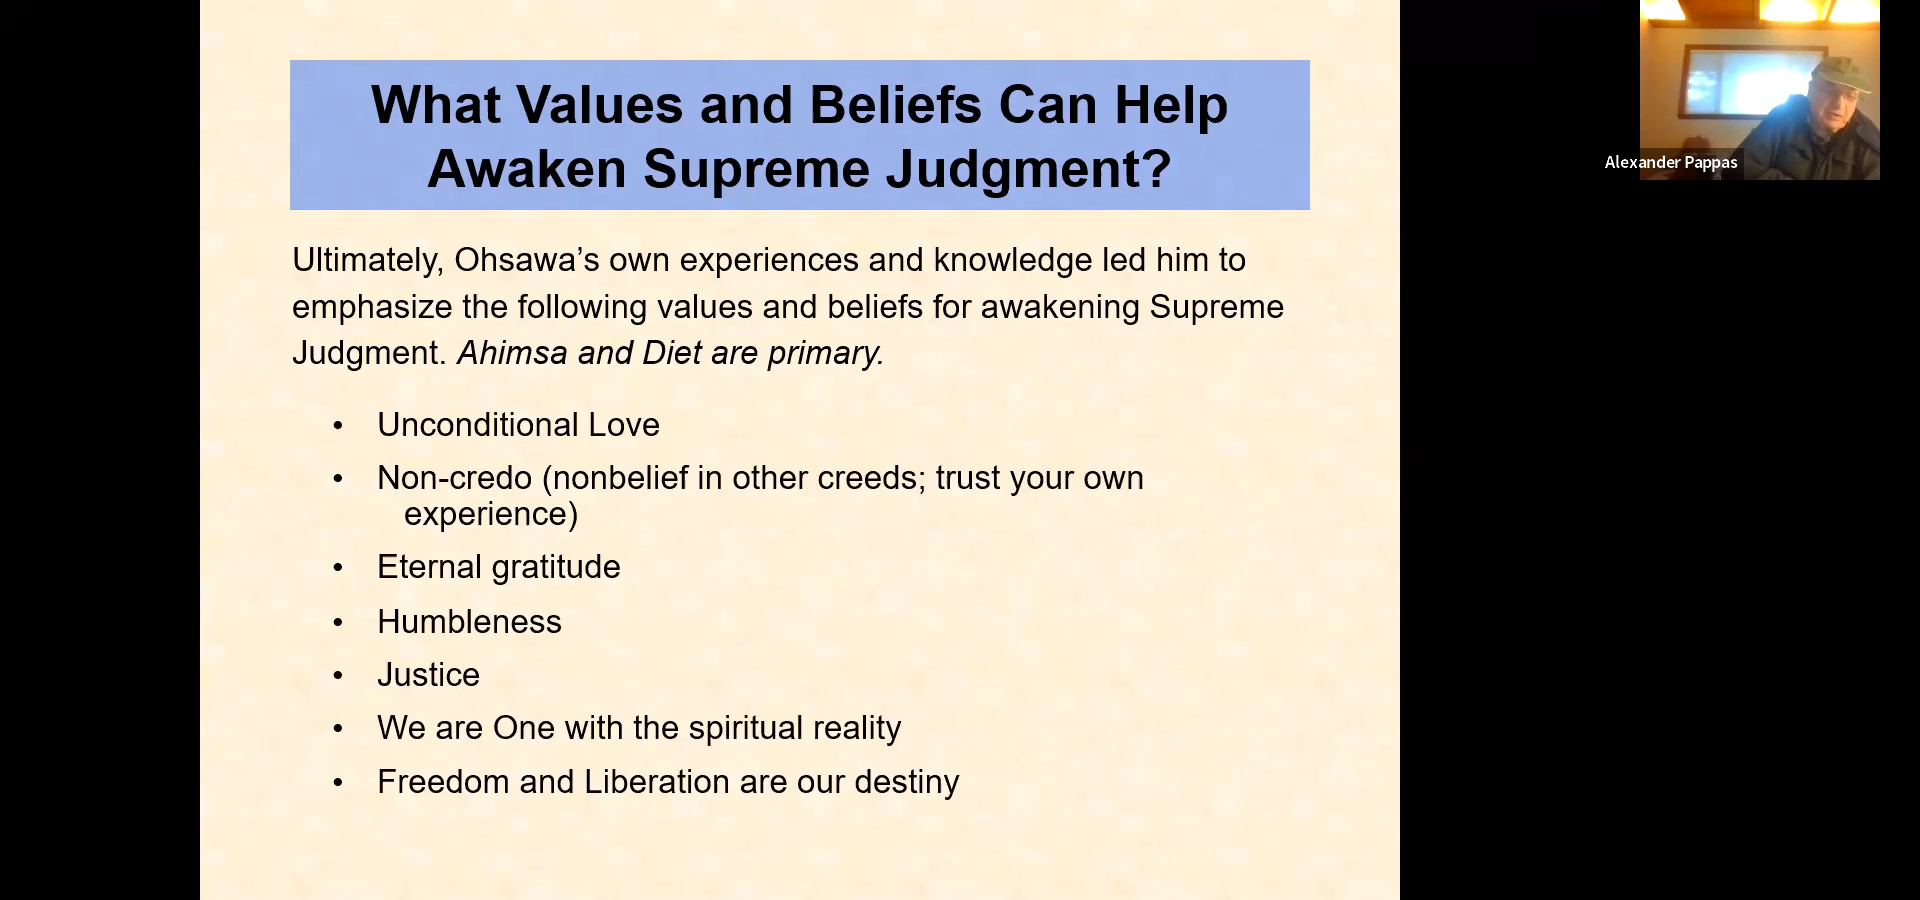 What Values and Beliefs Can Help
Awaken Supreme Judgment?
Ultimately, Ohsawa’s own experiences and knowledge led him to
emphasize the following values and beliefs for awakening Supreme
Judgment. Ahimsa and Diet are primary.
• Unconditional Love
• Non-credo (nonbelief in other creeds; trust your own
experience)
• Eternal gratitude
• Humbleness
• Justice
• We are One with the spiritual reality
• Freedom and Liberation are our destiny
Alexander Pappas